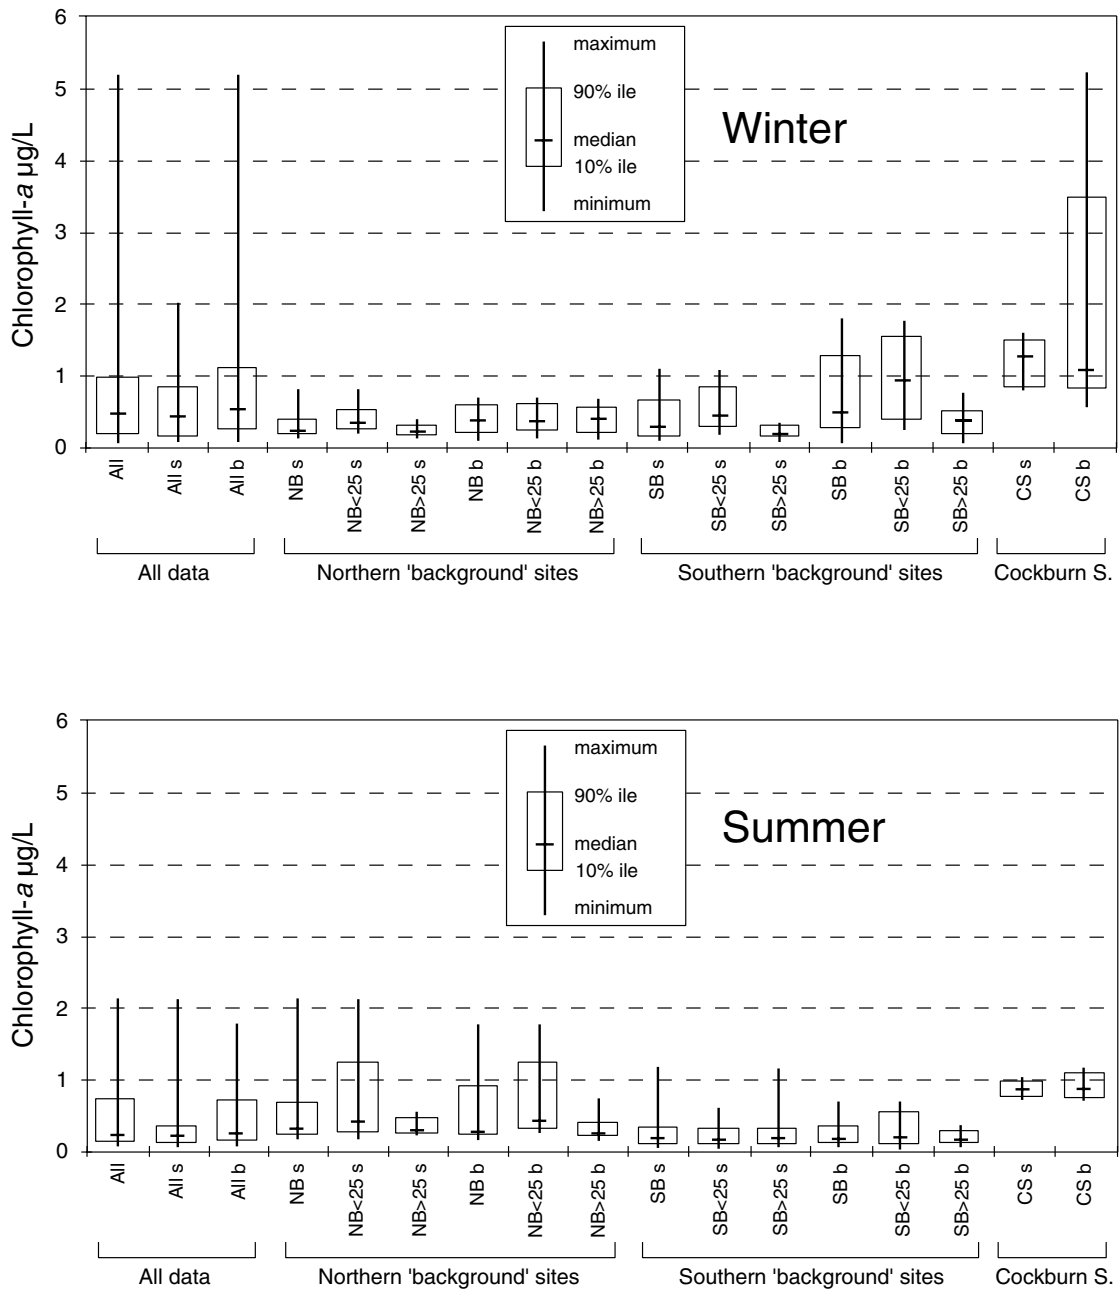 6
5
4
3
2
1
0
Chlorophyll-a µg/L
maximum
90% ile
median
10% ile
minimum
Winter
All
All s
All b
NB s
NB<25 s
NB>25 s
NB b
NB<25 b
NB>25 b
SB s
SB<25 s
SB>25 s
SB b
SB<25 b
SB>25 b
CS s
CS b
All data
Northern 'background' sites
Southern 'background' sites
Cockburn S.
6
5
4
3
2
1
0
Chlorophyll-a µg/L
maximum
90% ile
median
10% ile
minimum
Summer
All
All s
All b
NB s
NB<25 s
NB>25 s
NB b
NB<25 b
NB>25 b
SB s
SB<25 s
SB>25 s
SB b
SB<25 b
SB>25 b
CS s
CS b
All data
Northern 'background' sites
Southern 'background' sites
Cockburn S.